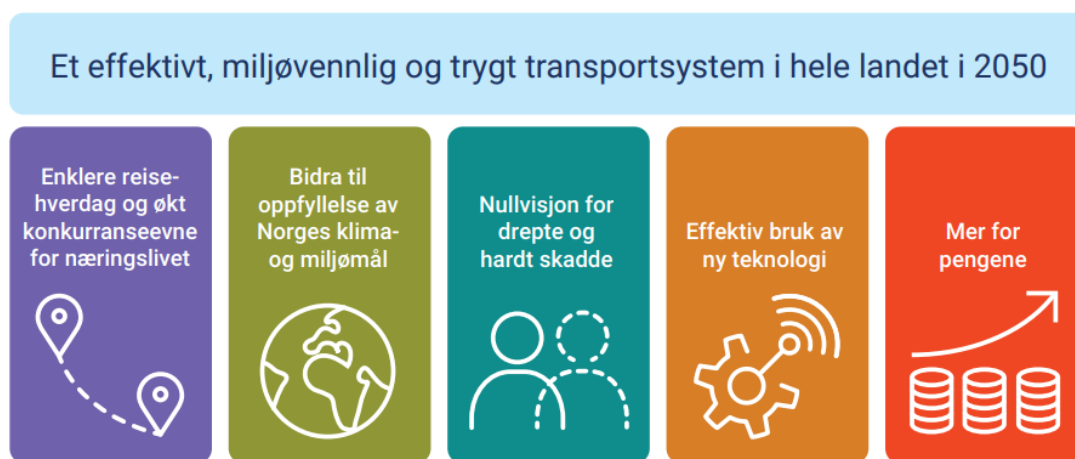 Et effektivt, miljøvennlig og trygt transportsystem i hele landet i 2050
Enklere reise-
hverdag og økt
konkurranseevne
for næringslivet
Bidra til
oppfyllelse av
Norges klima-
og miljømål
Nullvisjon for
drepte og
hardt skadde
Effektiv bruk av
ny teknologi
Mer for
pengene